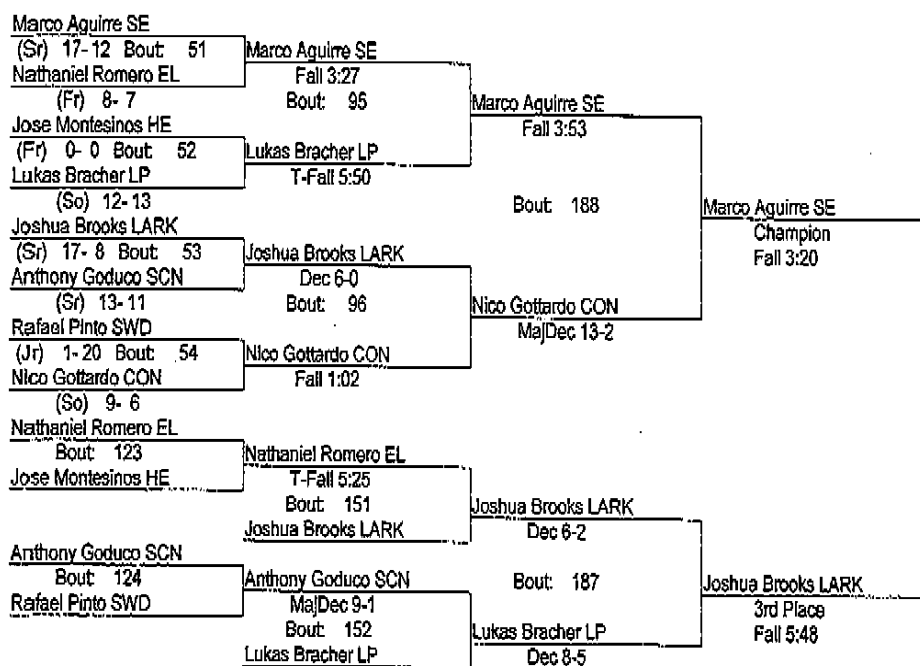 Marco Aguirre SE
(Sr) 17-12 Bout: 51
Nathaniel Romero EL
(Fr) 8-7
Jose Montesinos HE
(Fr) 0-0 Bout: 52
Lukas Bracher LP
(So) 12-13
Joshua Brooks LARK
(Sr) 17-8 Bout: 53
Anthony Goduco SCN
(Sr) 13-11
Rafael Pinto SWD
(Jr) 1-20 Bout: 54
Nico Gottardo CON
(So) 9-6
Nathaniel Romero EL
Bout: 123
Jose Montesinos HE
Anthony Goduco SCN
Bout: 124
Rafael Pinto SWD
Marco Aguirre SE
Fall 3:27
Bout: 95
Lukas Bracher LP
T-Fall 5:50
Joshua Brooks LARK
Dec 6-0
Bout: 96
Nico Gottardo CON
Fall 1:02
Nathaniel Romero EL
T-Fall 5:25
Bout: 151
Joshua Brooks LARK
Anthony Goduco SCN
MajDec 9-1
Bout: 152
Lukas Bracher LP
Marco Aguirre SE
Fall 3:53
Bout: 188
Nico Gottardo CON
MajDec 13-2
Joshua Brooks LARK
Dec 6-2
Bout: 187
Lukas Bracher LP
Dec 8-5
Marco Aguirre SE
Champion
Fall 3:20
Joshua Brooks LARK
3rd Place
Fall 5:48